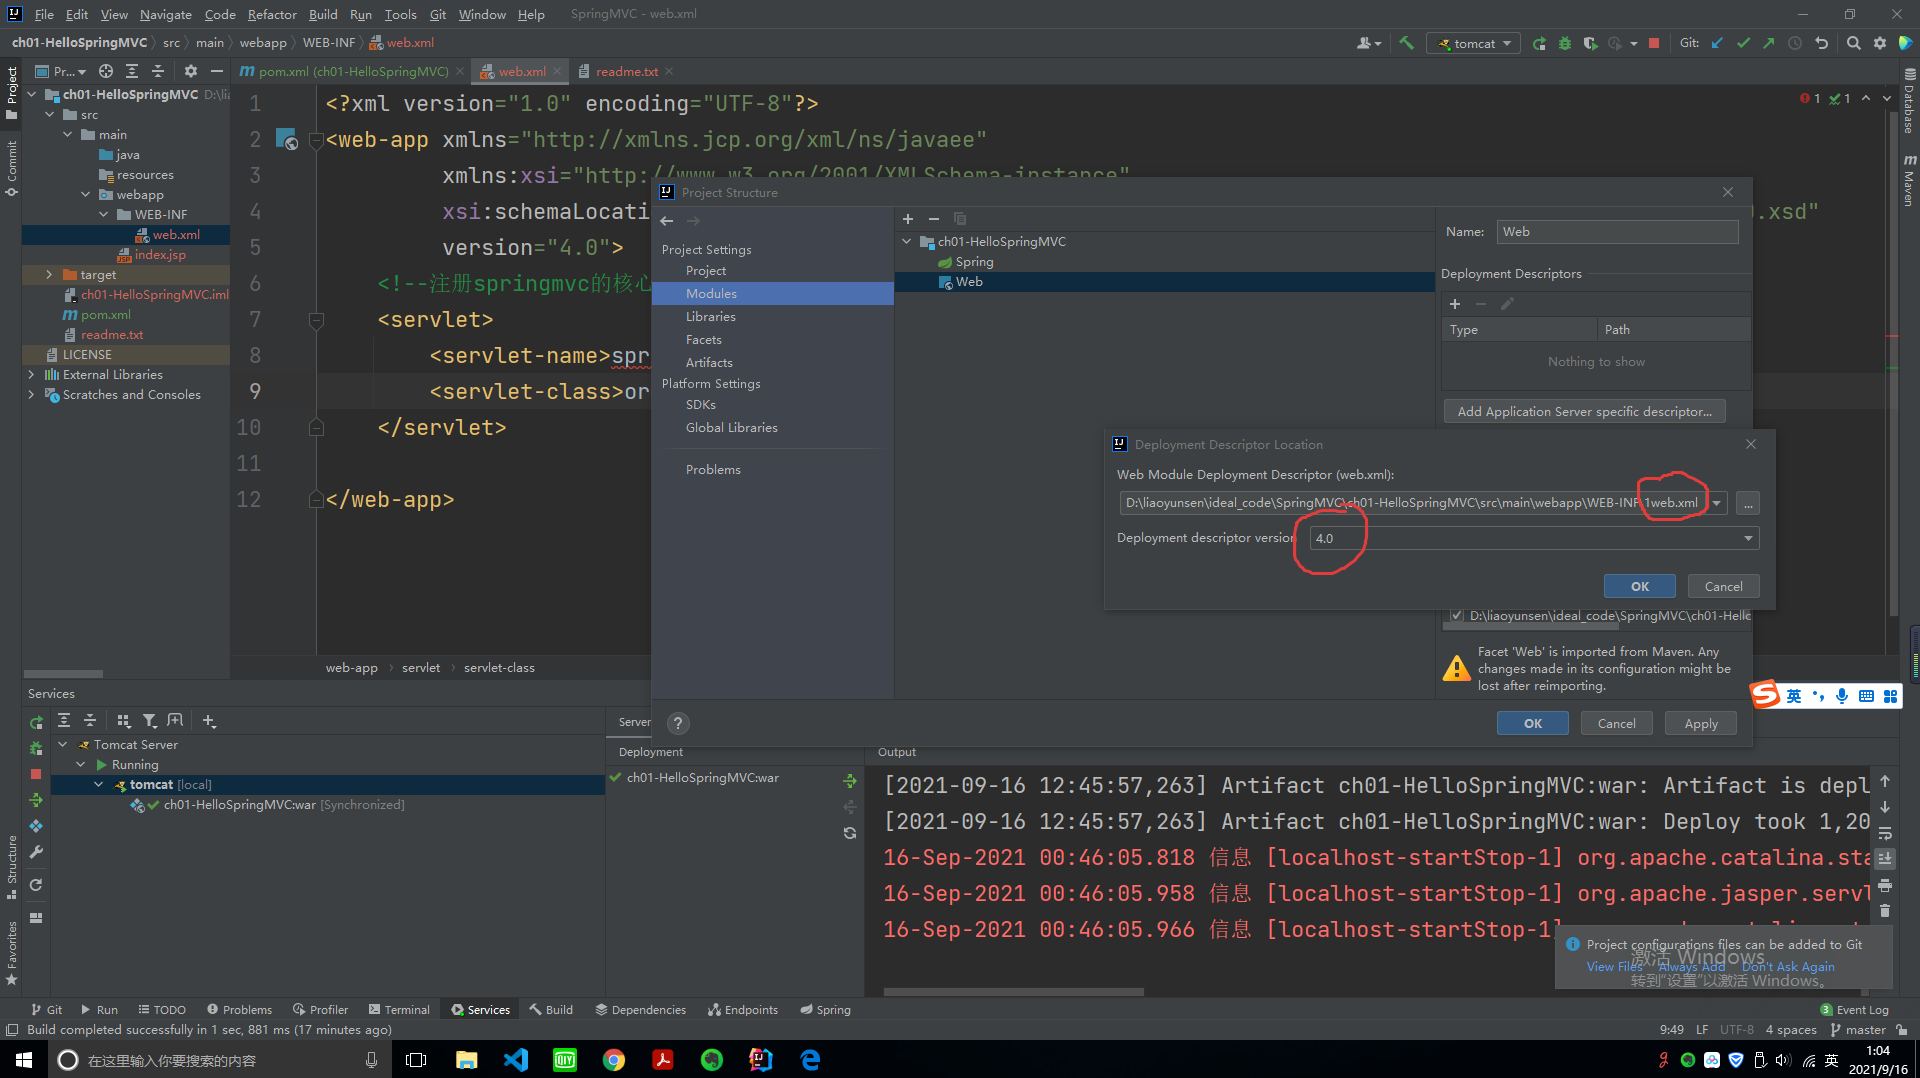 File Edit View Navigate Code Refactor Build Run Tools Git Window Help SpringMVC - web.xml
ch01-HelloSpringMVC src main webapp WEB-INF web.xml tomcat Git:
Project
Pr...
pom.xml (ch01-HelloSpringMVC) web.xml readme.txt
ch01-HelloSpringMVC
src
main
java
resources
webapp
WEB-INF
web.xml
index.jsp
target
ch01-HelloSpringMVC.iml
pom.xml
readme.txt
LICENSE
External Libraries
Scratches and Consoles
Commit
Structure
Favorites
Database
Maven
1 1
1 <?xml version="1.0" encoding="UTF-8"?>
2 <web-app xmlns="http://xmlns.jcp.org/xml/ns/javaee"
3 xmlns:xsi="http://www.w3.org/2001/XMLSchema-instance"
4 xsi:schemaLocati .xsd"
5 version="4.0">
6 <!--注册springmvc的核心
7 <servlet>
8 <servlet-name>spr
9 <servlet-class>or
10 </servlet>
11
12 </web-app>
web-app servlet servlet-class
Project Structure
Project Settings
Project
Modules
Libraries
Facets
Artifacts
Platform Settings
SDKs
Global Libraries
Problems
ch01-HelloSpringMVC
Spring
Web
Name: Web
Deployment Descriptors
Type Path
Nothing to show
Add Application Server specific descriptor...
Deployment Descriptor Location
Web Module Deployment Descriptor (web.xml):
D:\liaoyunsen\ideal_code\SpringMVC\ch01-HelloSpringMVC\src\main\webapp\WEB-INF\1web.xml ...
Deployment descriptor version 4.0
OK Cancel
D:\liaoyunsen\ideal_code\SpringMVC\ch01-Hello
Facet 'Web' is imported from Maven. Any
changes made in its configuration might be
lost after reimporting.
? OK Cancel Apply
英
Services
Tomcat Server
Running
tomcat [local]
ch01-HelloSpringMVC:war [Synchronized]
Server
Deployment Output
ch01-HelloSpringMVC:war
[2021-09-16 12:45:57,263] Artifact ch01-HelloSpringMVC:war: Artifact is depl
[2021-09-16 12:45:57,263] Artifact ch01-HelloSpringMVC:war: Deploy took 1,20
16-Sep-2021 00:46:05.818 信息 [localhost-startStop-1] org.apache.catalina.sta
16-Sep-2021 00:46:05.958 信息 [localhost-startStop-1] org.apache.jasper.servl
16-Sep-2021 00:46:05.966 信息 [localhost-startStop-1]
Project configurations files can be added to Git
View Files Always Add Don't Ask Again
激活 Windows
转到"设置"以激活 Windows。
Git Run TODO Problems Profiler Terminal Services Build Dependencies Endpoints Spring 3 Event Log
Build completed successfully in 1 sec, 881 ms (17 minutes ago) 9:49 LF UTF-8 4 spaces master
在这里输入你要搜索的内容
DIY
英
1:04
2021/9/16